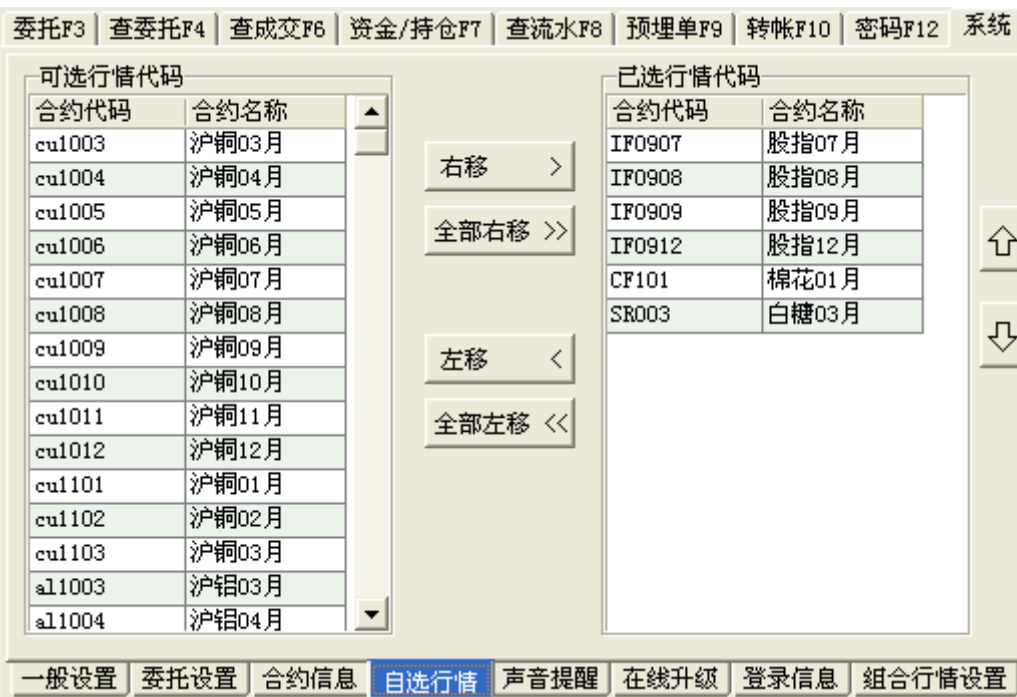 委托F3 查委托F4 查成交F6 资金/持仓F7 查流水F8 预埋单F9 转帐F10 密码F12 系统
可选行情代码
合约代码 合约名称
cu1003 沪铜03月
cu1004 沪铜04月
cu1005 沪铜05月
cu1006 沪铜06月
cu1007 沪铜07月
cu1008 沪铜08月
cu1009 沪铜09月
cu1010 沪铜10月
cu1011 沪铜11月
cu1012 沪铜12月
cu1101 沪铜01月
cu1102 沪铜02月
cu1103 沪铜03月
al1003 沪铝03月
al1004 沪铝04月
右移 >
全部右移 >>
左移 <
全部左移 <<
已选行情代码
合约代码 合约名称
IF0907 股指07月
IF0908 股指08月
IF0909 股指09月
IF0912 股指12月
CF101 棉花01月
SR003 白糖03月
一般设置 委托设置 合约信息 自选行情 声音提醒 在线升级 登录信息 组合行情设置